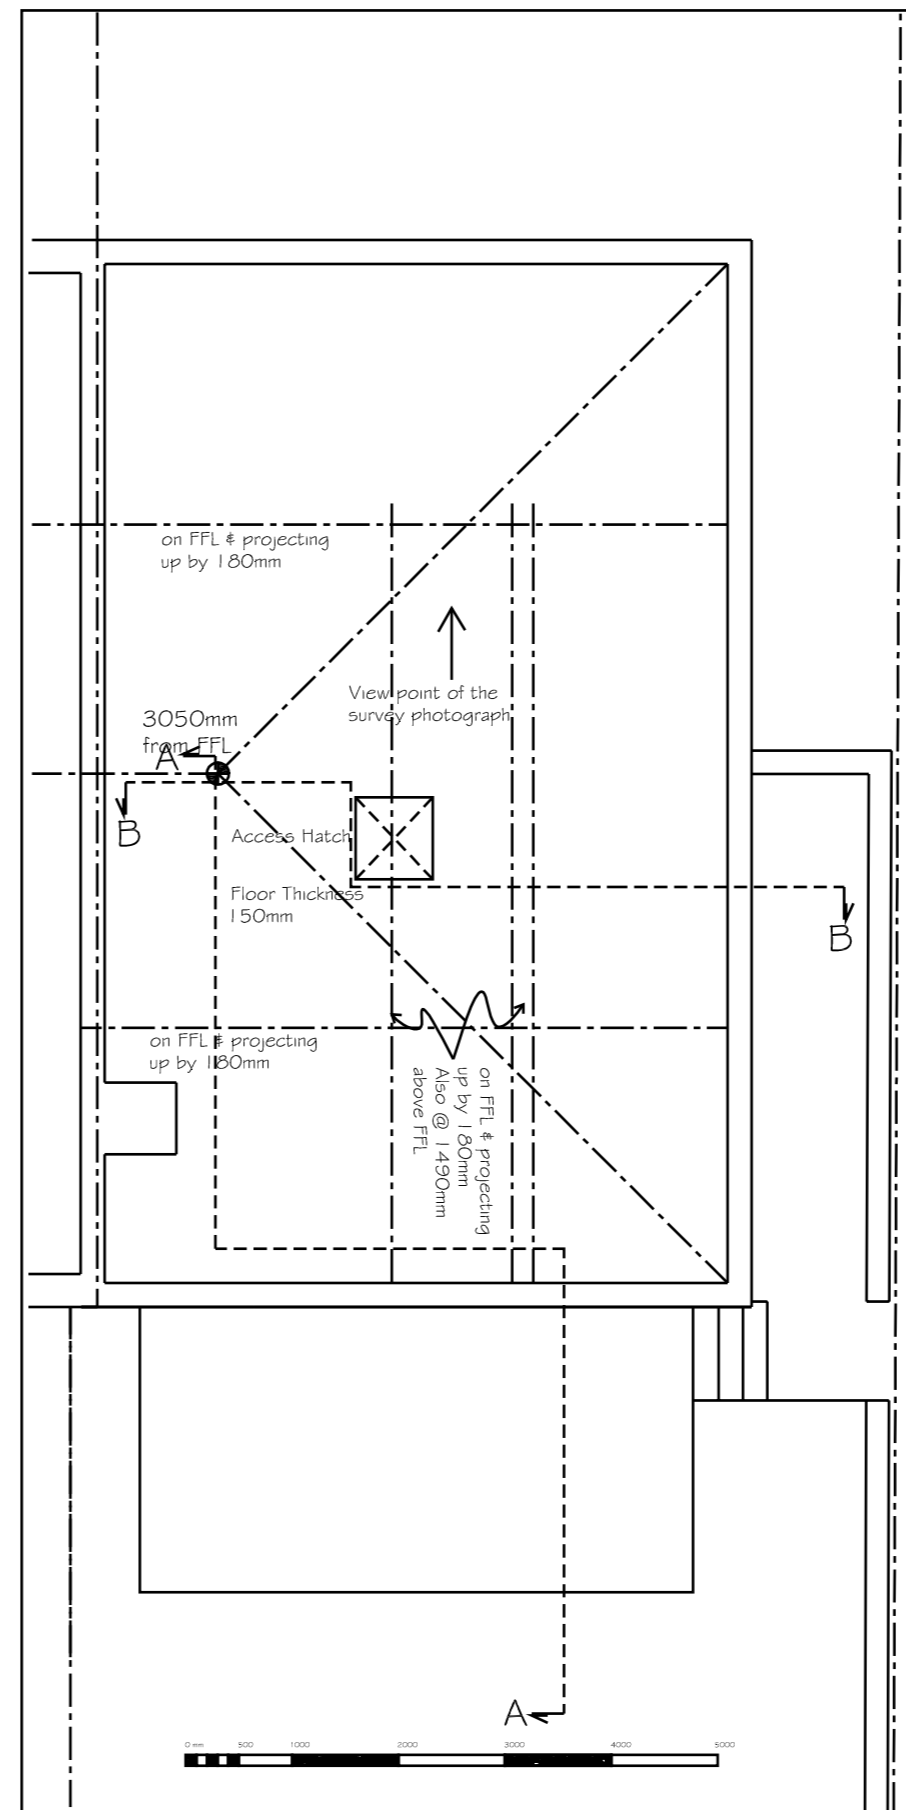 on FFL & projecting
up by 180mm
View point of the
survey photograph
3050mm
from FFL
A
B
Access Hatch
Floor Thickness
150mm
B
on FFL & projecting
up by 180mm
on FFL & projecting
up by 180mm
Also @ 1490mm
above FFL
A
0 mm 500 1000 2000 3000 4000 5000